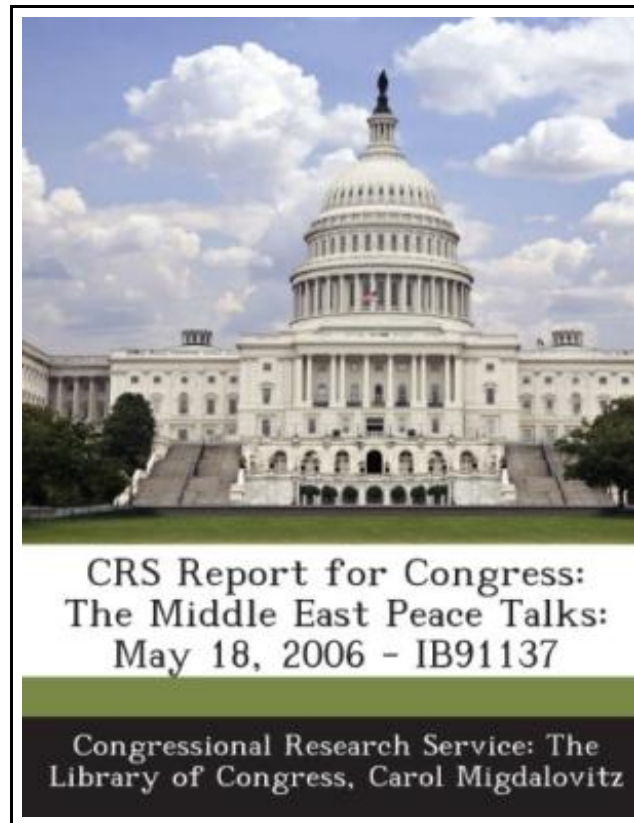 CRS Report for Congress:
The Middle East Peace Talks:
May 18, 2006 - IB91137
Congressional Research Service: The
Library of Congress, Carol Migdalovitz